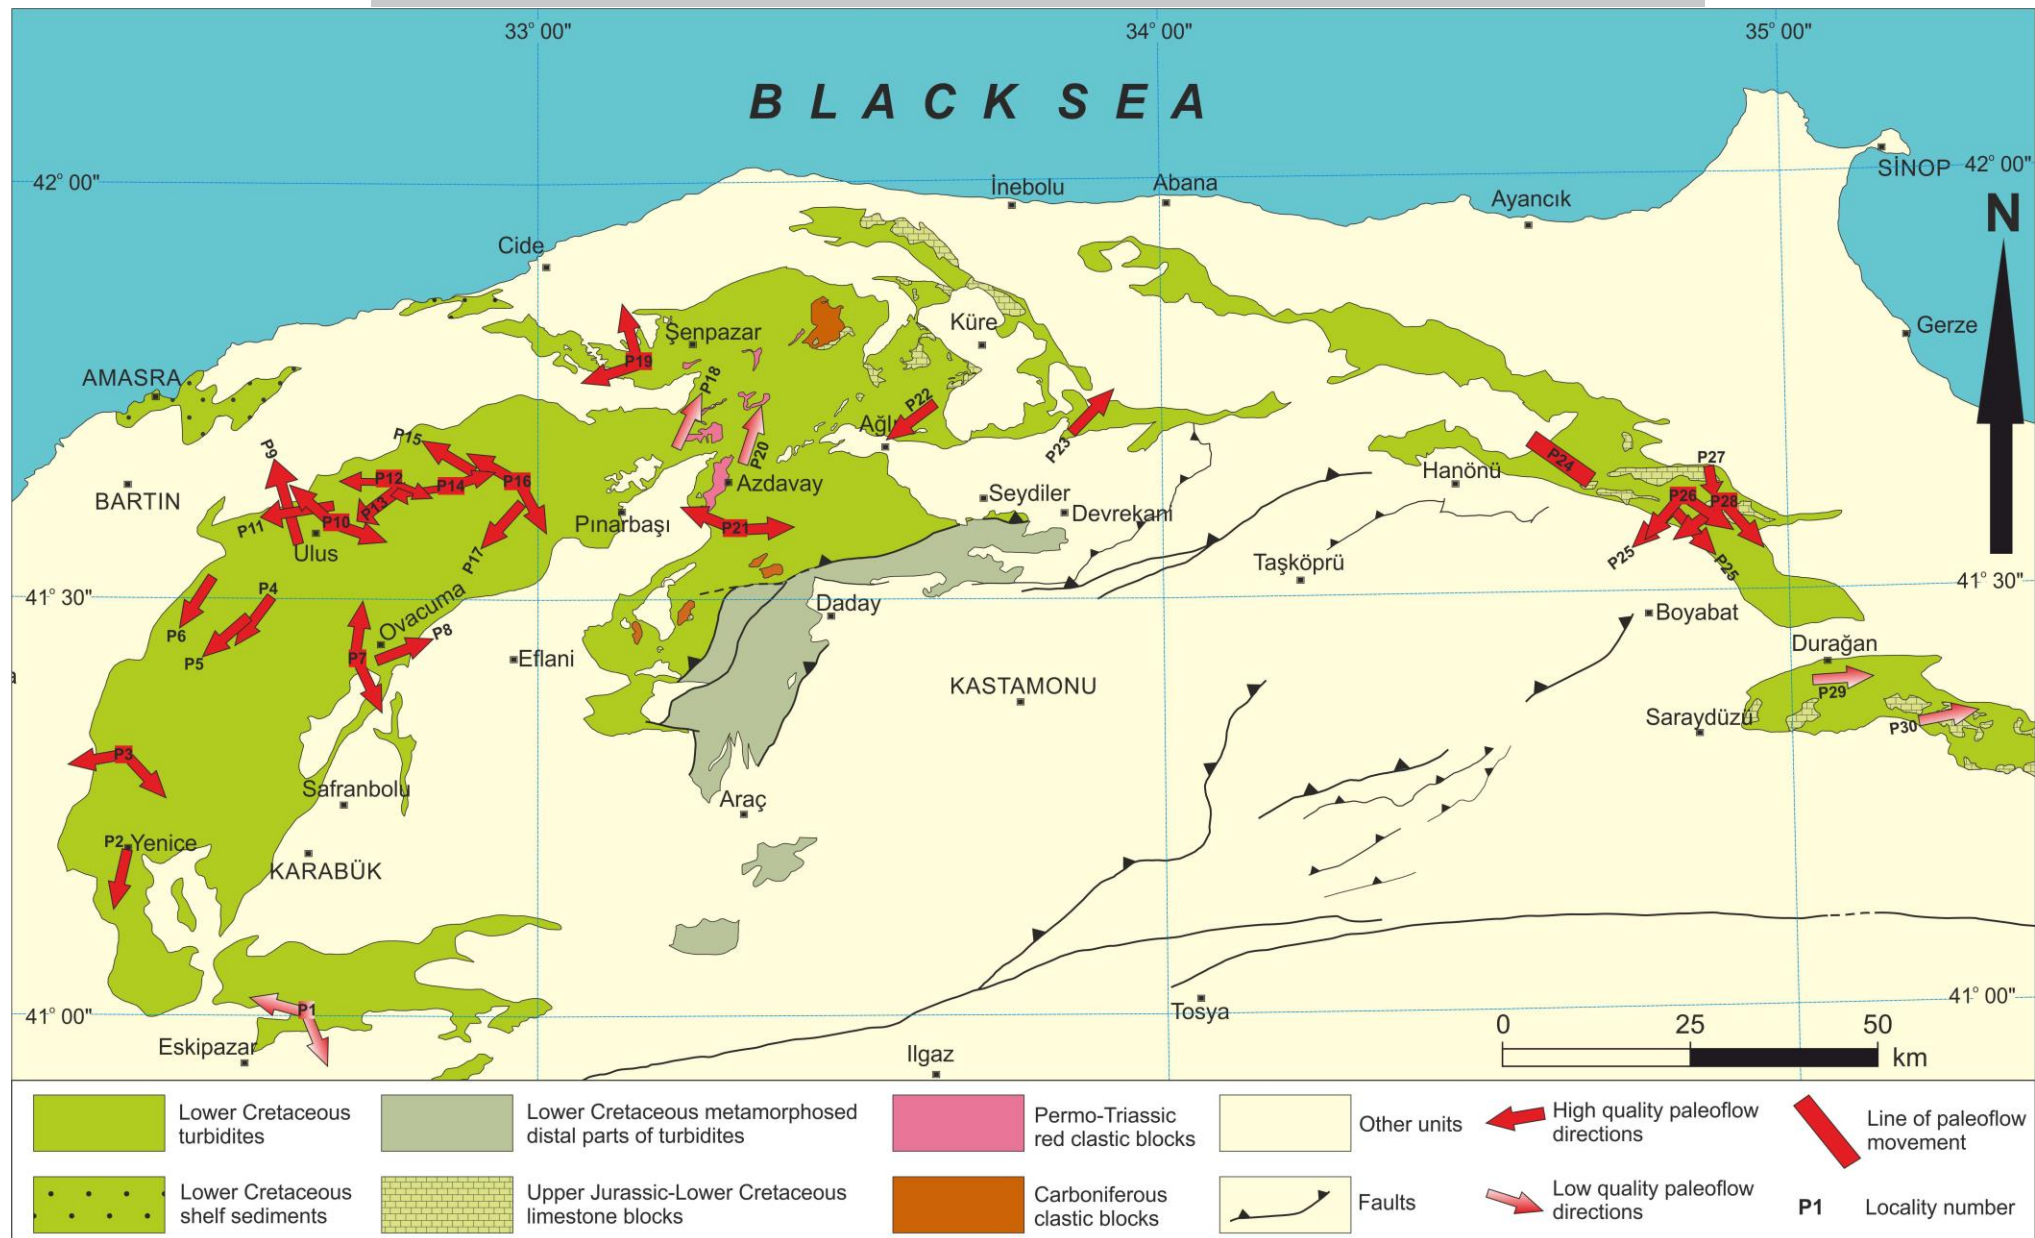 33° 00"
34° 00"
35° 00"
BLACK SEA
42° 00"
SİNOP
42° 00"
İnebolu
Abana
Ayancık
N
Cide
Gerze
Şenpazar
Küre
P19
AMASRA
P18
P22
Ağlı
P23
P20
P15
P9
P12
P14
P16
P13
P11
P10
BARTIN
Ulus
P17
Pınarbaşı
Azdavay
P21
Seydiler
Devrekani
Hanönü
P24
P27
P26
P28
P25
P25
Taşköprü
41° 30"
41° 30"
P4
P6
P5
Ovacuma
P8
P7
Eflani
Daday
Boyabat
Durağan
P29
P30
Saraydüzü
KASTAMONU
a
P3
Safranbolu
Araç
P2
Yenice
KARABÜK
P1
41° 00"
41° 00"
Eskipazar
Ilgaz
Tosya
0 25 50
km
Lower Cretaceous
turbidites
Lower Cretaceous metamorphosed
distal parts of turbidites
Permo-Triassic
red clastic blocks
Other units
High quality paleoflow
directions
Line of paleoflow
movement
Lower Cretaceous
shelf sediments
Upper Jurassic-Lower Cretaceous
limestone blocks
Carboniferous
clastic blocks
Faults
Low quality paleoflow
directions
P1 Locality number